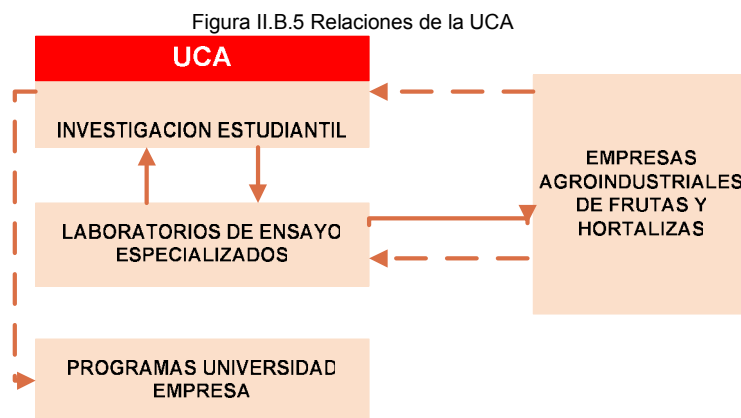 Figura II.B.5 Relaciones de la UCA
UCA
INVESTIGACION ESTUDIANTIL
LABORATORIOS DE ENSAYO
ESPECIALIZADOS
PROGRAMAS UNIVERSIDAD
EMPRESA
EMPRESAS
AGROINDUSTRIALES
DE FRUTAS Y
HORTALIZAS